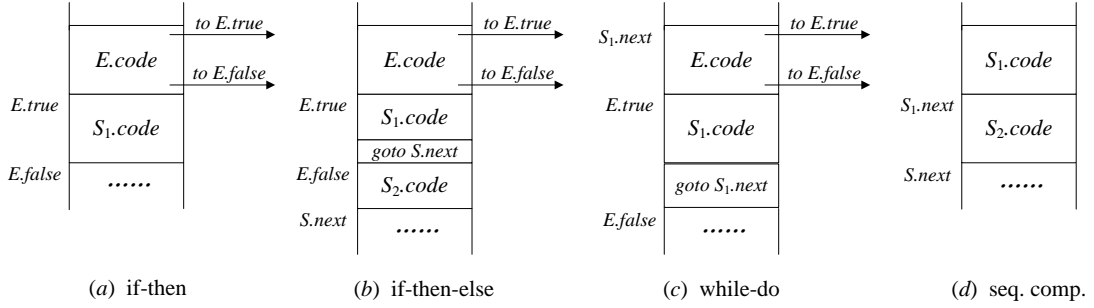 to E.true
E.code
to E.false
E.true
S₁.code
E.false
......
(a) if-then
to E.true
E.code
to E.false
E.true
S₁.code
goto S.next
E.false
S₂.code
S.next
......
(b) if-then-else
to E.true
S₁.next
E.code
to E.false
E.true
S₁.code
goto S₁.next
E.false
......
(c) while-do
S₁.code
S₁.next
S₂.code
S.next
......
(d) seq. comp.